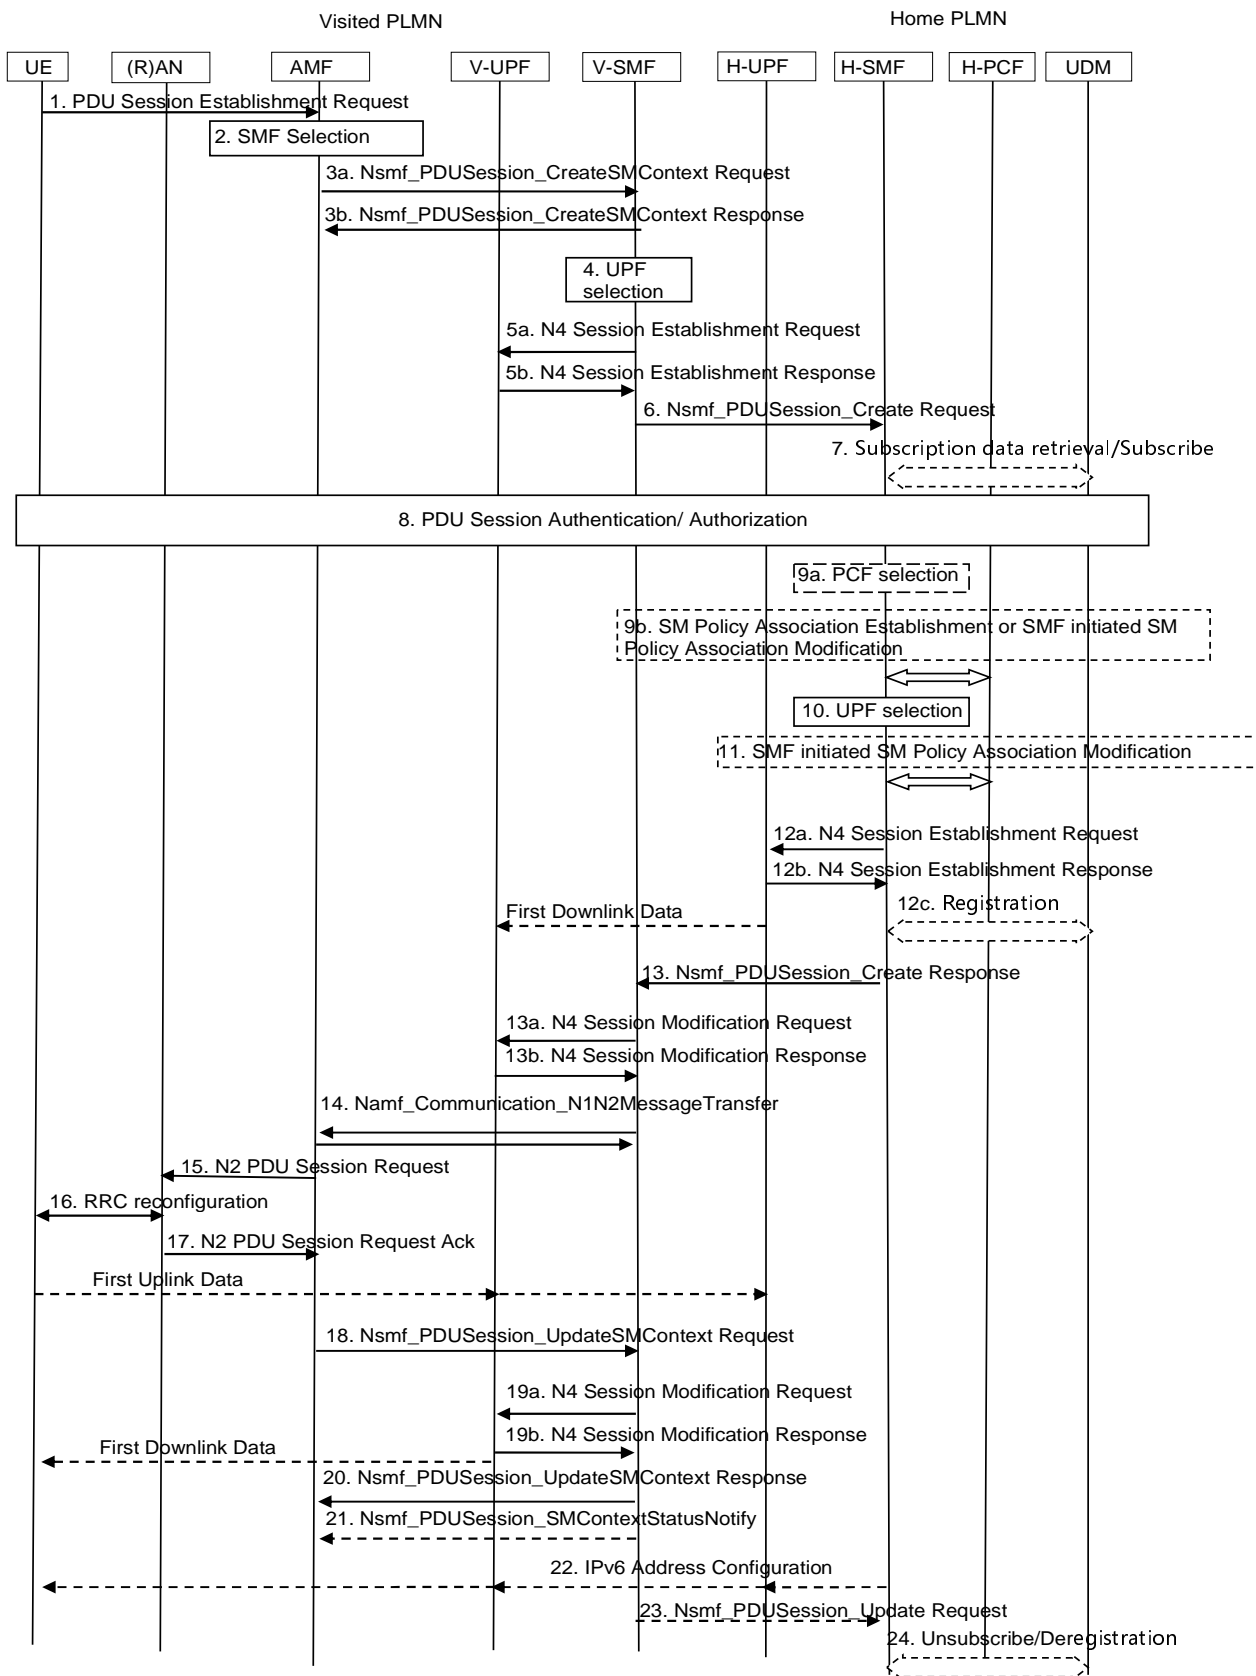 Visited PLMN
Home PLMN
UE
(R)AN
AMF
V-UPF
V-SMF
H-UPF
H-SMF
H-PCF
UDM
1. PDU Session Establishment Request
2. SMF Selection
3a. Nsmf_PDUSession_CreateSMContext Request
3b. Nsmf_PDUSession_CreateSMContext Response
4. UPF
selection
5a. N4 Session Establishment Request
5b. N4 Session Establishment Response
6. Nsmf_PDUSession_Create Request
7. Subscription data retrieval/Subscribe
8. PDU Session Authentication/ Authorization
9a. PCF selection
9b. SM Policy Association Establishment or SMF initiated SM
Policy Association Modification
10. UPF selection
11. SMF initiated SM Policy Association Modification
12a. N4 Session Establishment Request
12b. N4 Session Establishment Response
12c. Registration
First Downlink Data
13. Nsmf_PDUSession_Create Response
13a. N4 Session Modification Request
13b. N4 Session Modification Response
14. Namf_Communication_N1N2MessageTransfer
15. N2 PDU Session Request
16. RRC reconfiguration
17. N2 PDU Session Request Ack
First Uplink Data
18. Nsmf_PDUSession_UpdateSMContext Request
19a. N4 Session Modification Request
19b. N4 Session Modification Response
First Downlink Data
20. Nsmf_PDUSession_UpdateSMContext Response
21. Nsmf_PDUSession_SMContextStatusNotify
22. IPv6 Address Configuration
23. Nsmf_PDUSession_Update Request
24. Unsubscribe/Deregistration